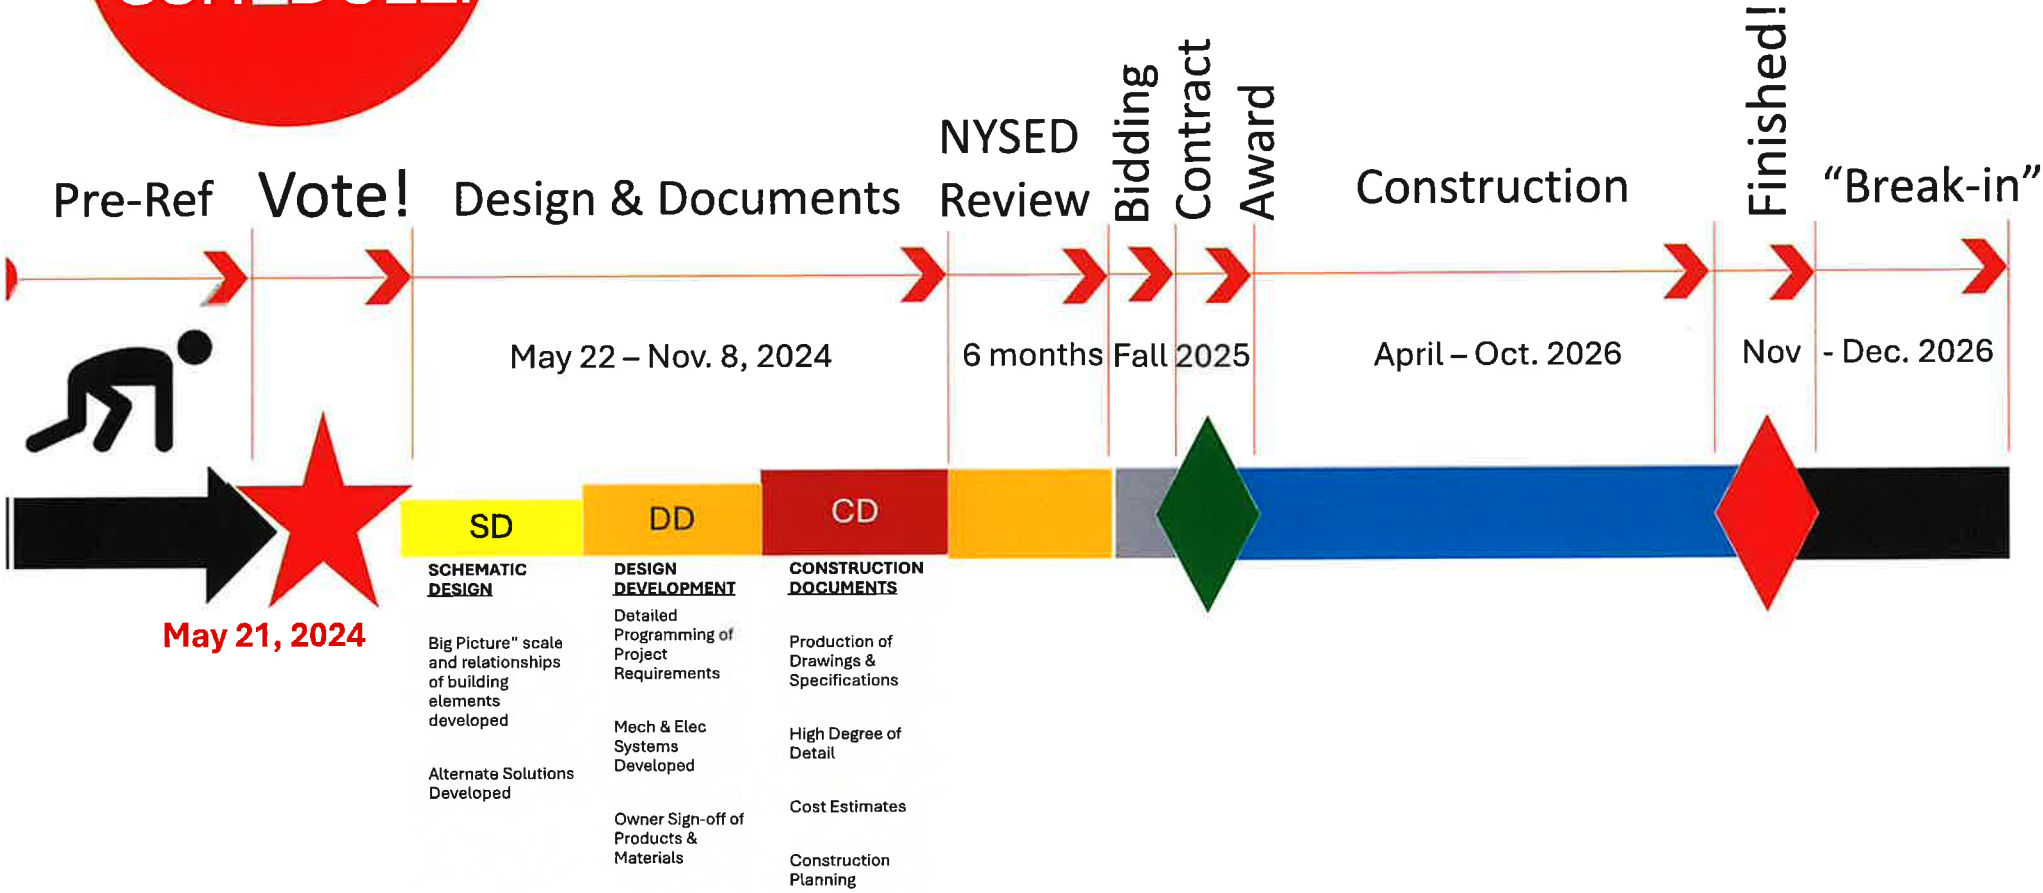 Pre-Ref
Vote!
Design & Documents
NYSED
Review
Bidding
Contract
Award
Construction
Finished!
“Break-in”
May 22 – Nov. 8, 2024
6 months
Fall 2025
April – Oct. 2026
Nov - Dec. 2026
SD
DD
CD
May 21, 2024
SCHEMATIC
DESIGN
Big Picture" scale
and relationships
of building
elements
developed
Alternate Solutions
Developed
DESIGN
DEVELOPMENT
Detailed
Programming of
Project
Requirements
Mech & Elec
Systems
Developed
Owner Sign-off of
Products &
Materials
CONSTRUCTION
DOCUMENTS
Production of
Drawings &
Specifications
High Degree of
Detail
Cost Estimates
Construction
Planning